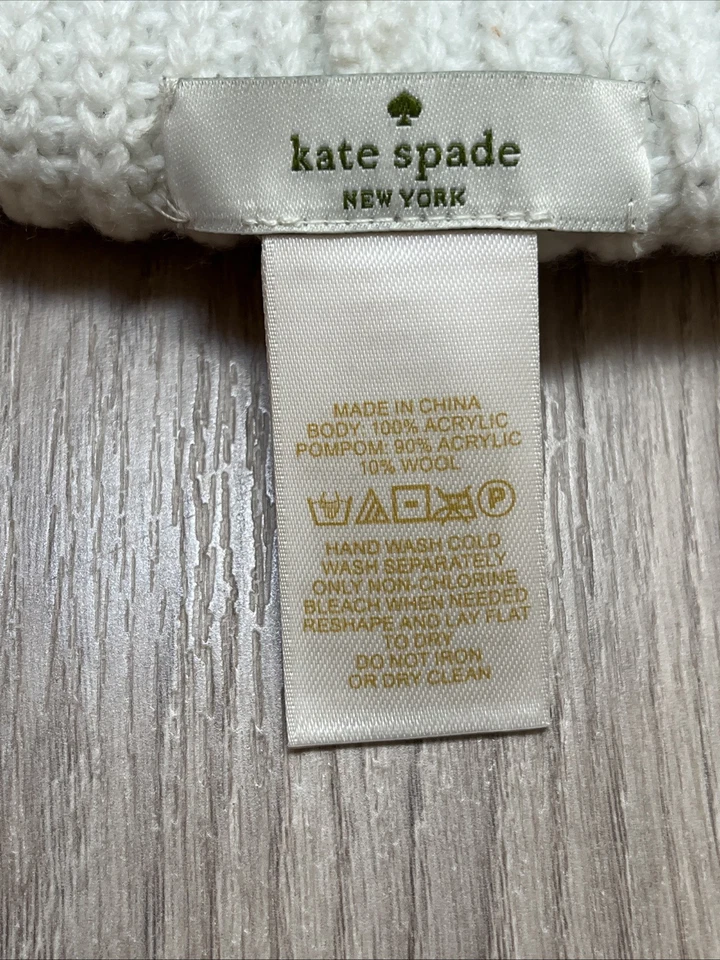 kate spade
NEW YORK
MADE IN CHINA
BODY: 100% ACRYLIC
POMPOM: 90% ACRYLIC
10% WOOL
P
HAND WASH COLD
WASH SEPARATELY
ONLY NON-CHLORINE
BLEACH WHEN NEEDED
RESHAPE AND LAY FLAT
TO DRY
DO NOT IRON
OR DRY CLEAN